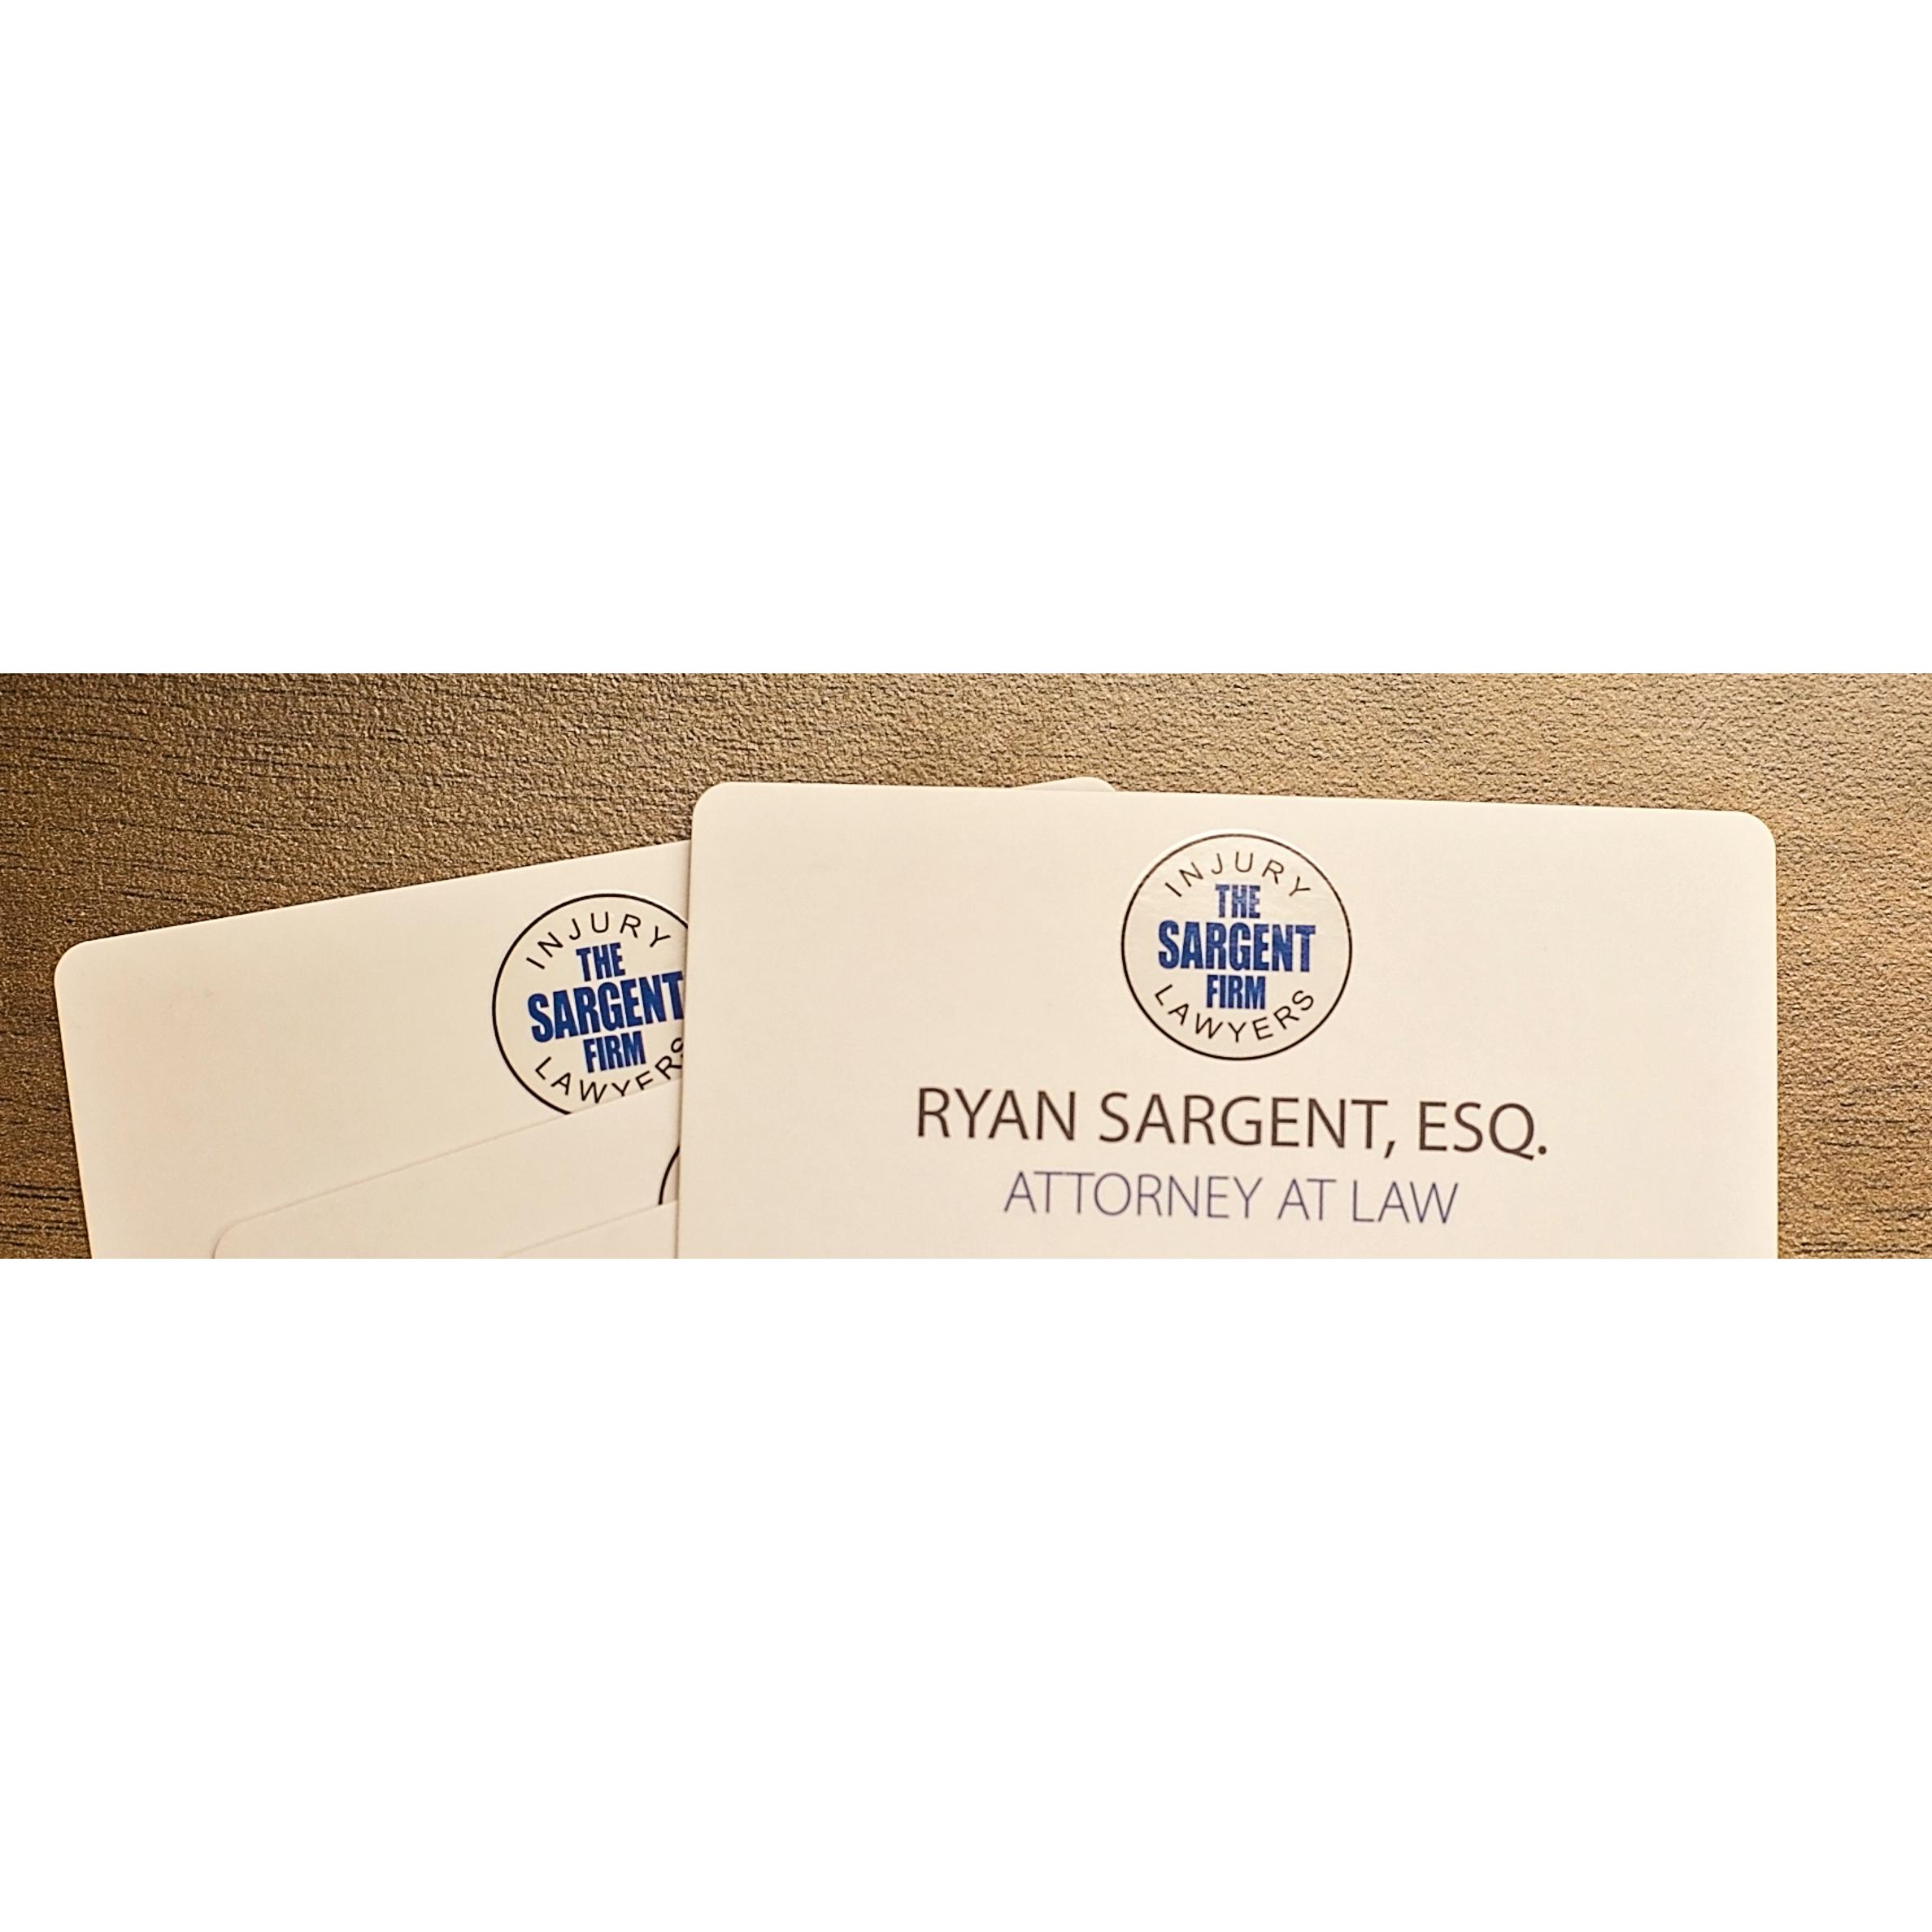 INJURY
THE
SARGENT
FIRM
LAWYERS
INJURY
THE
SARGENT
FIRM
LAWYERS
RYAN SARGENT, ESQ.
ATTORNEY AT LAW